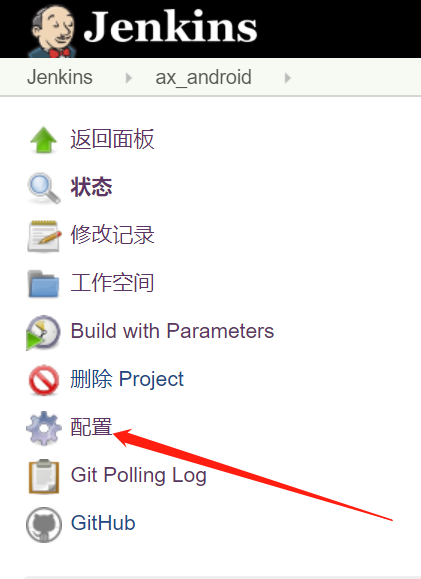 Jenkins
Jenkins ax_android
返回面板
状态
修改记录
工作空间
Build with Parameters
删除 Project
配置
Git Polling Log
GitHub